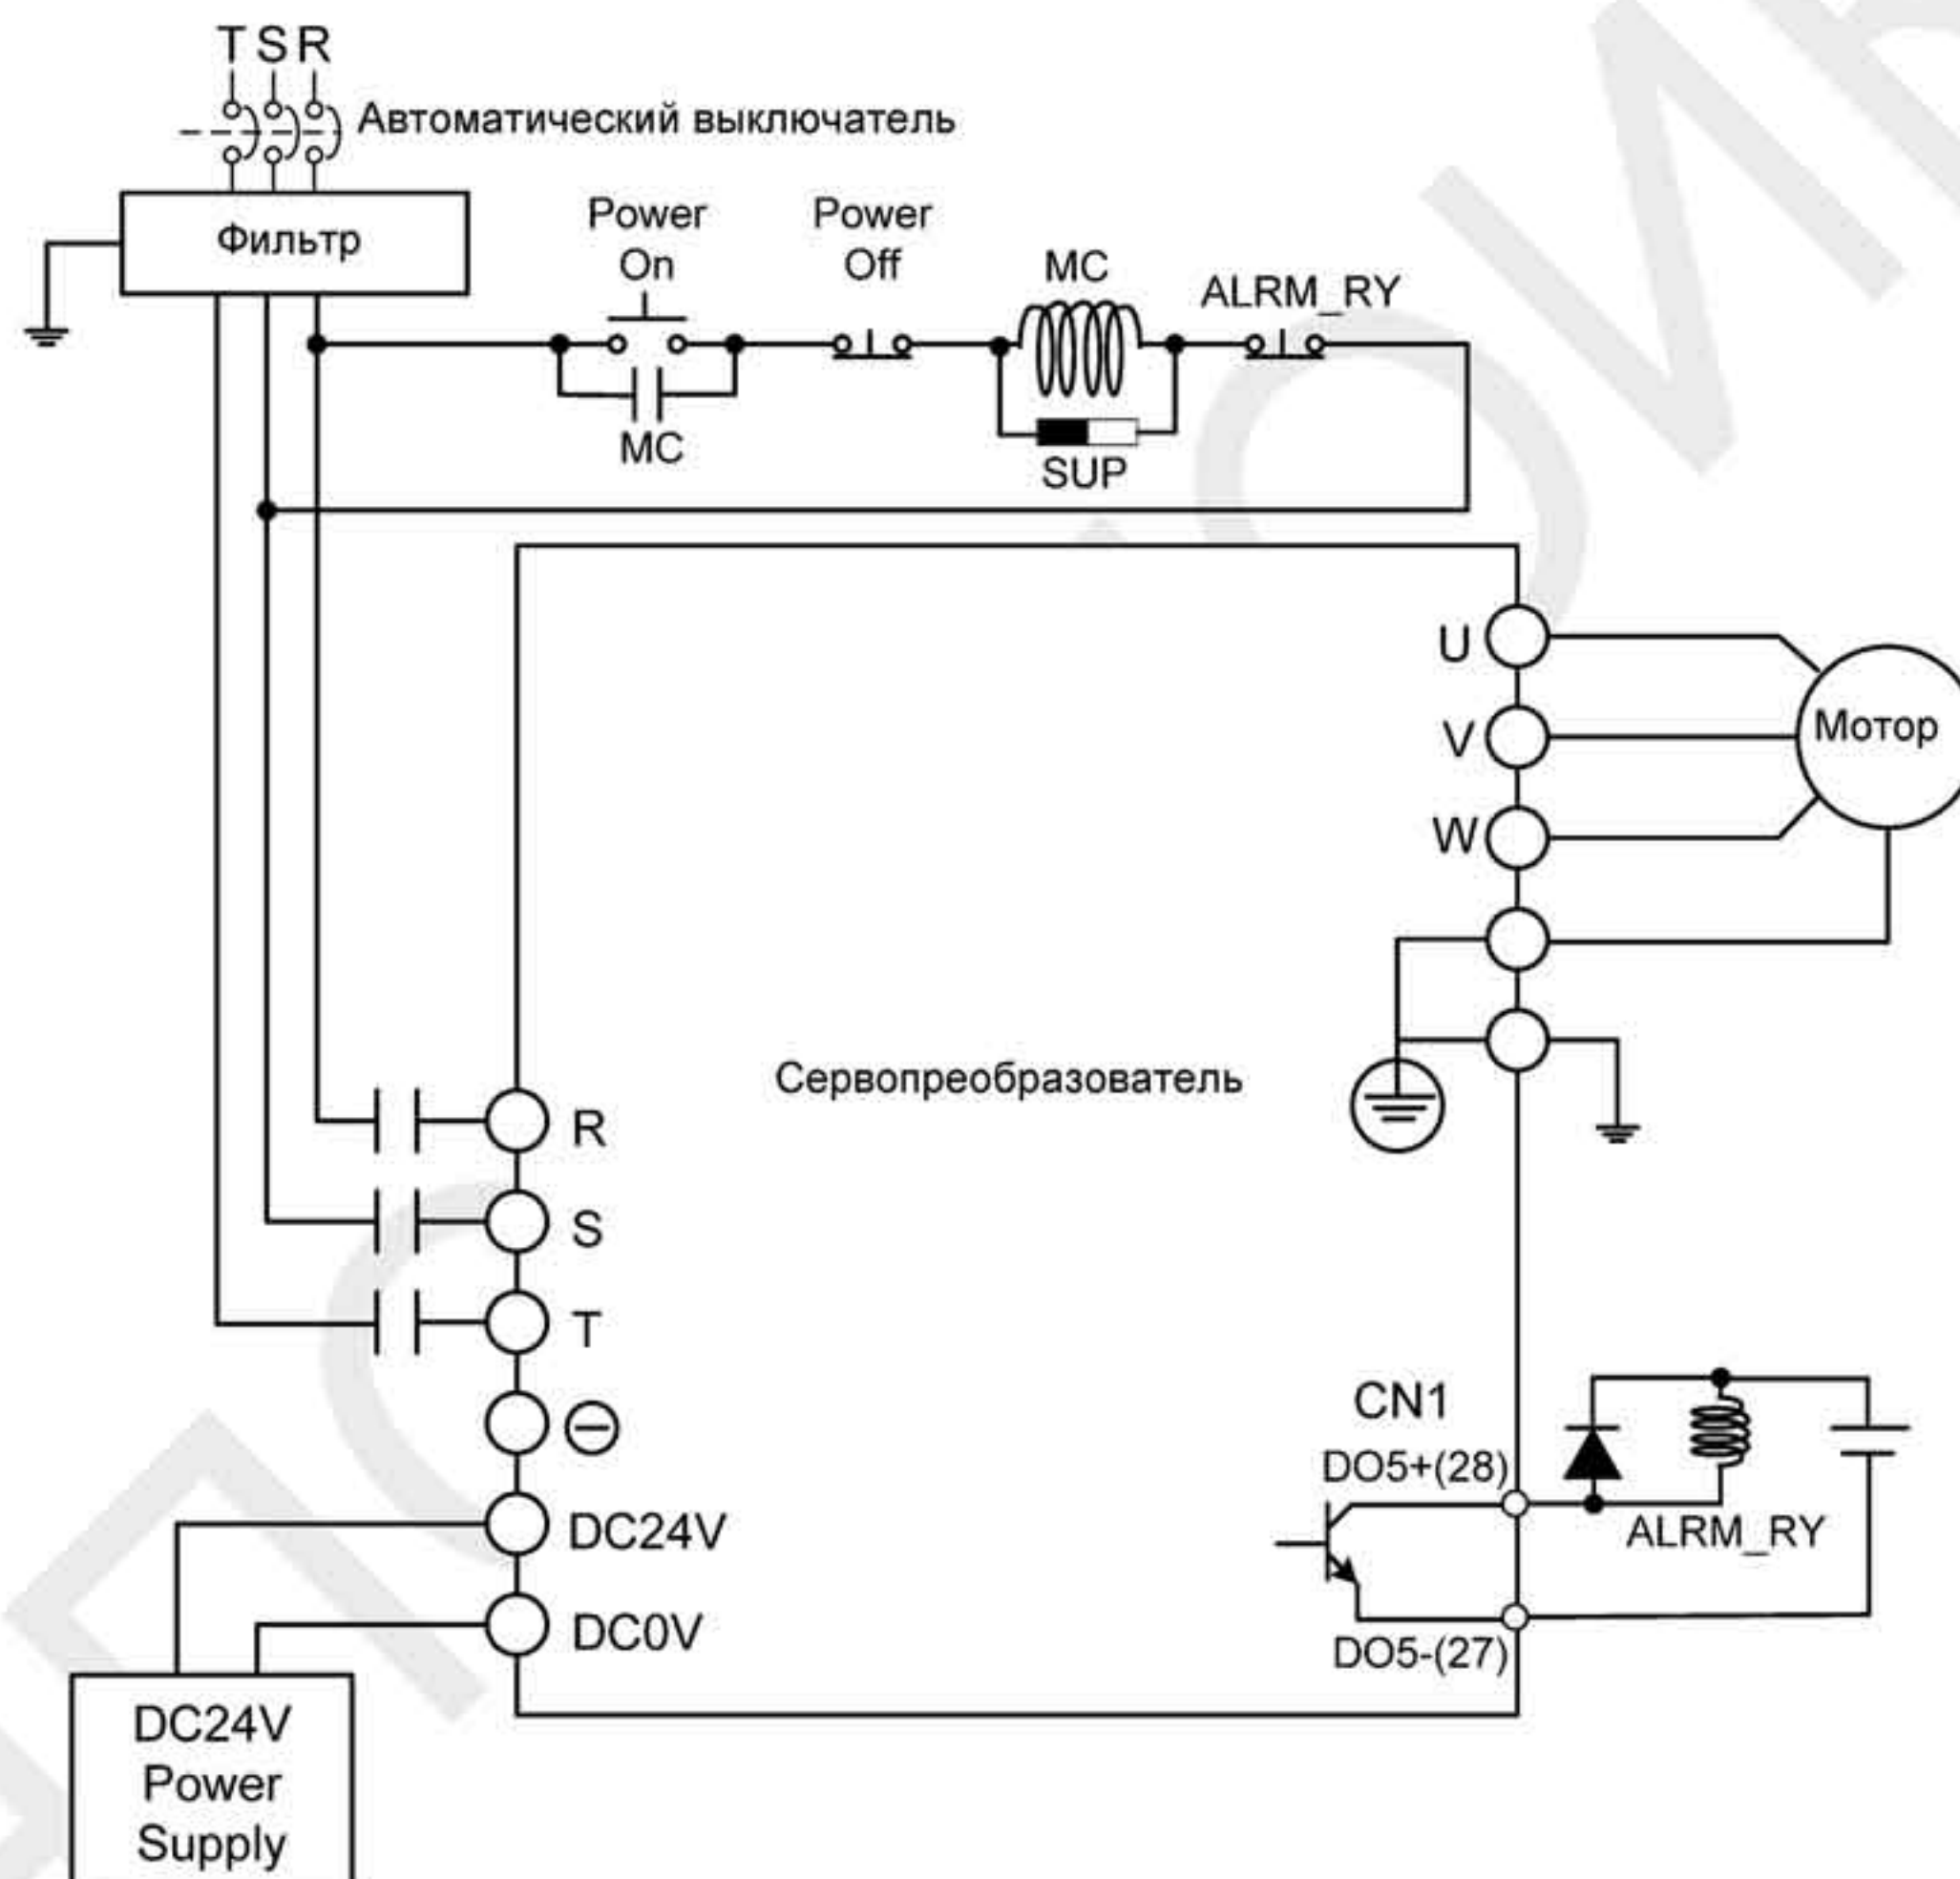 T S R
Автоматический выключатель
Фильтр
Power
On
Power
Off
MC
ALRM_RY
MC
SUP
U
V
W
Мотор
Сервопреобразователь
R
S
T
DC24V
DC0V
CN1
DO5+(28)
ALRM_RY
DO5-(27)
DC24V
Power
Supply